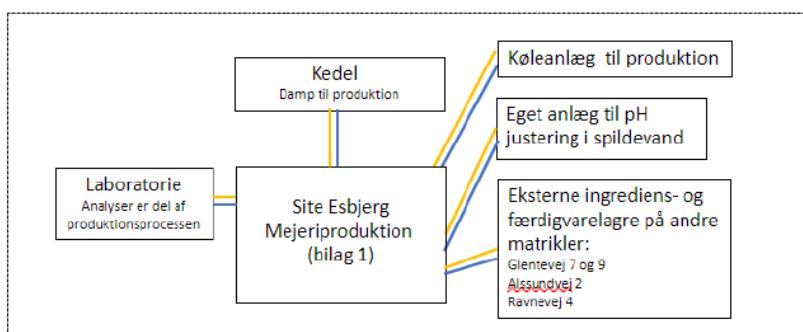 Kedel
Damp til produktion
Køleanlæg til produktion
Eget anlæg til pH
justering i spildevand
Laboratorie
Analyser er del af
produktionsprocessen
Site Esbjerg
Mejeriproduktion
(bilag 1)
Eksterne ingrediens- og
færdigvarelagre på andre
matrikler:
Glentevej 7 og 9
Alssundvej 2
Ravnevej 4